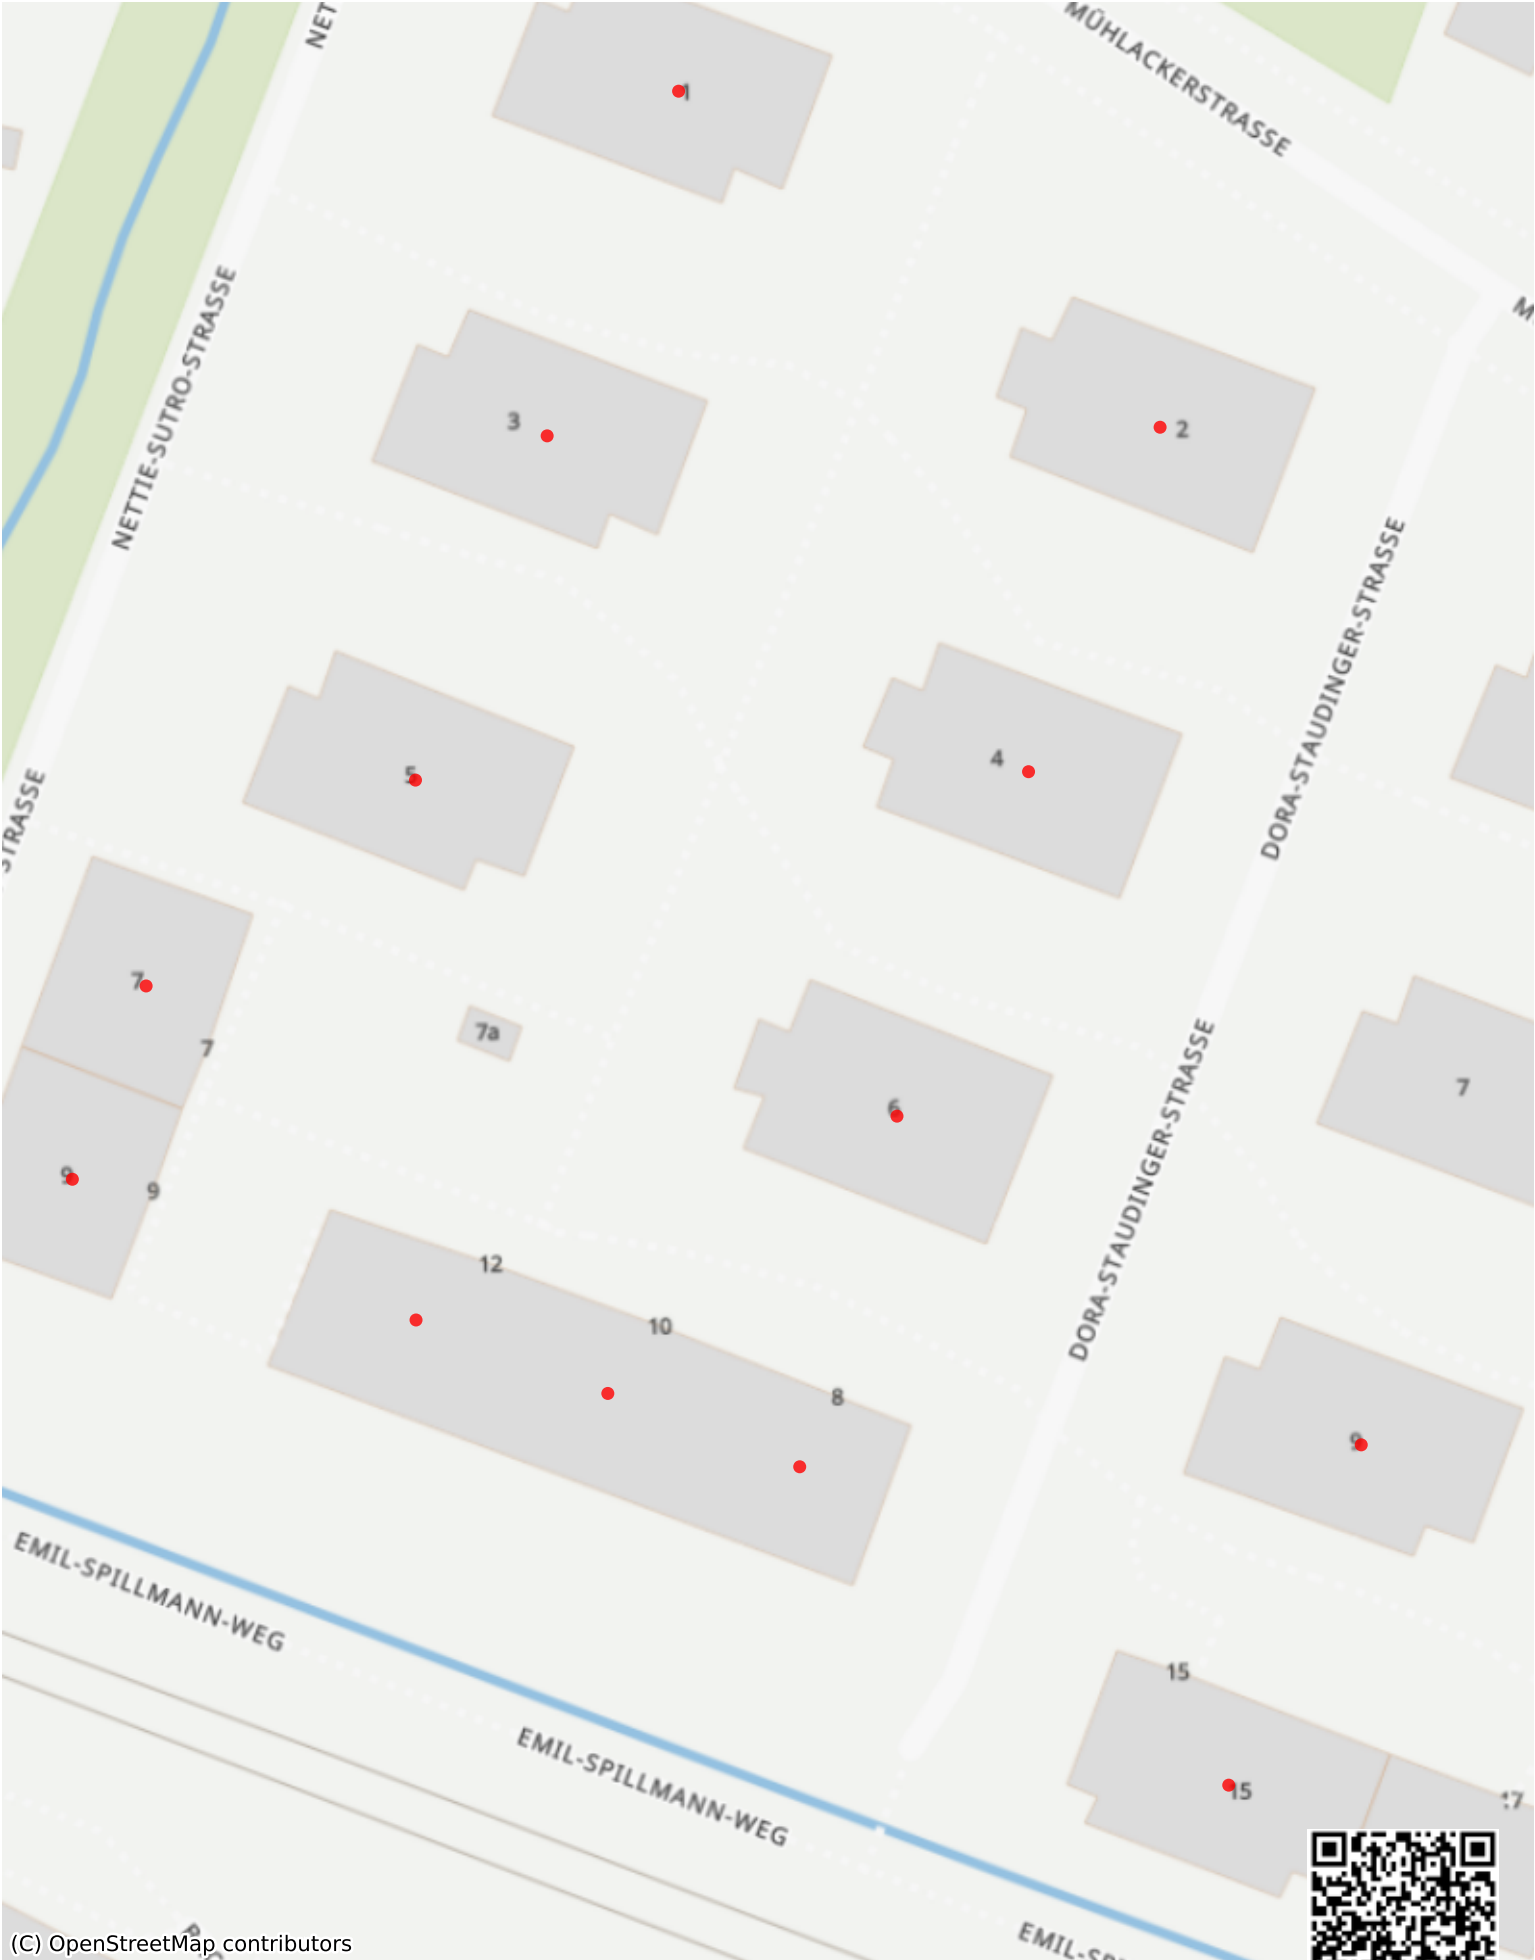 NET
MÜHLACKERSTRASSE
1
NETTIE-SUTRO-STRASSE
3
2
DORA-STAUDINGER-STRASSE
5
4
STRASSE
7
7a
7
6
7
DORA-STAUDINGER-STRASSE
9
9
12
10
8
9
EMIL-SPILLMANN-WEG
15
EMIL-SPILLMANN-WEG
15
17
(C) OpenStreetMap contributors